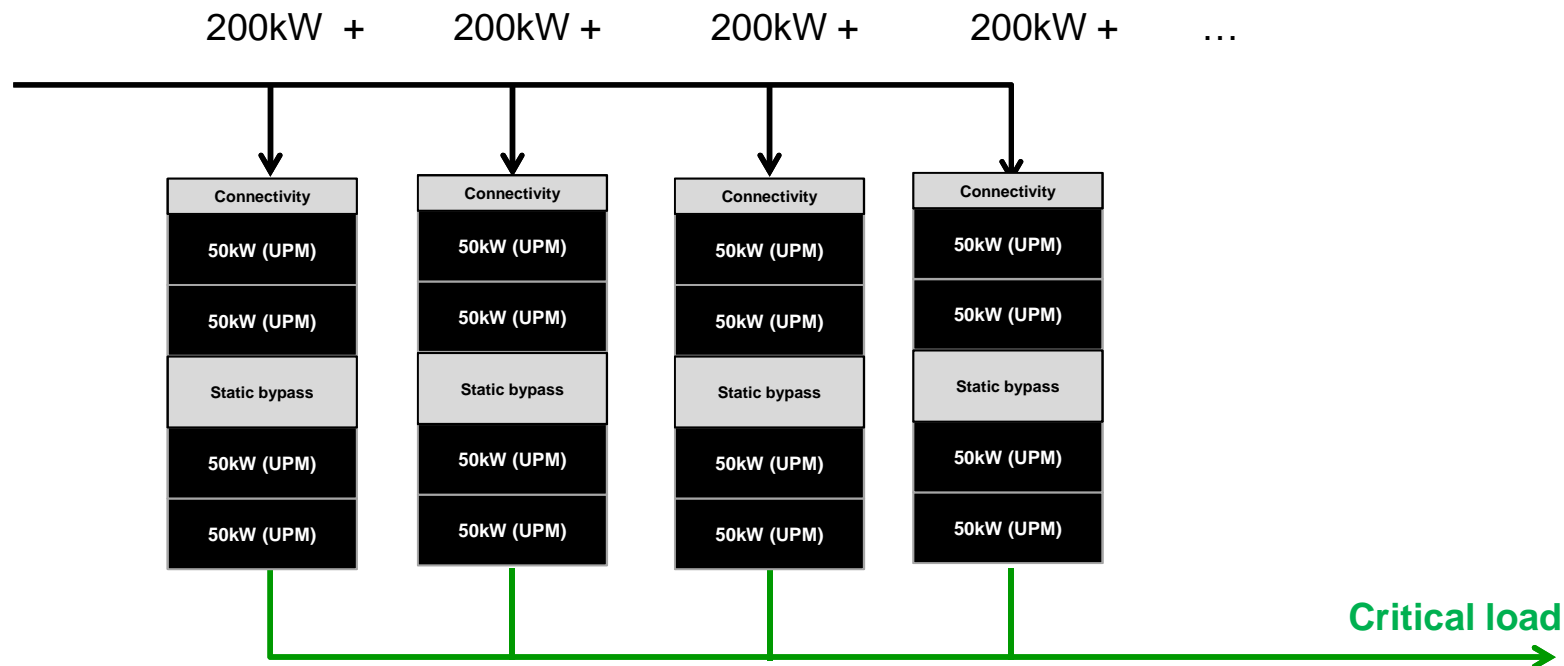 200kW + 200kW + 200kW + 200kW + …
Connectivity
50kW (UPM)
50kW (UPM)
Static bypass
50kW (UPM)
50kW (UPM)
Connectivity
50kW (UPM)
50kW (UPM)
Static bypass
50kW (UPM)
50kW (UPM)
Connectivity
50kW (UPM)
50kW (UPM)
Static bypass
50kW (UPM)
50kW (UPM)
Connectivity
50kW (UPM)
50kW (UPM)
Static bypass
50kW (UPM)
50kW (UPM)
Critical load